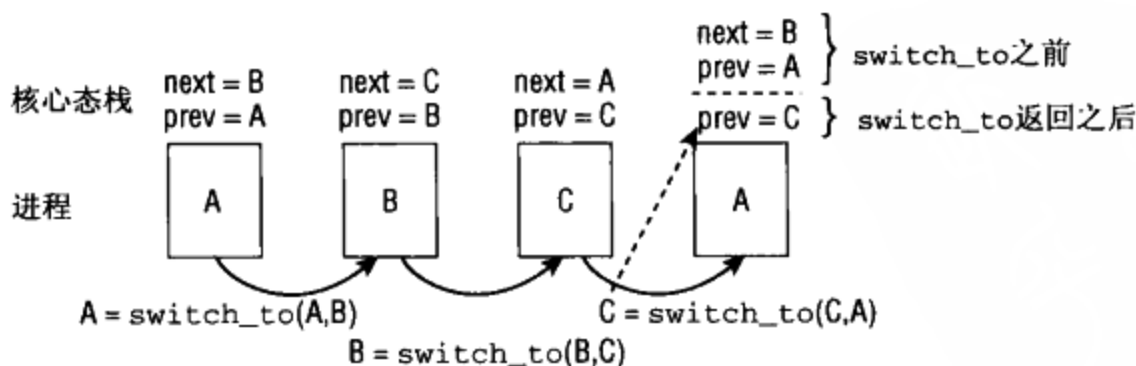 next = B
prev = A
switch_to之前
核心态栈
next = B
prev = A
next = C
prev = B
next = A
prev = C
prev = C
switch_to返回之后
进程
A
B
C
A
A = switch_to(A,B)
B = switch_to(B,C)
C = switch_to(C,A)